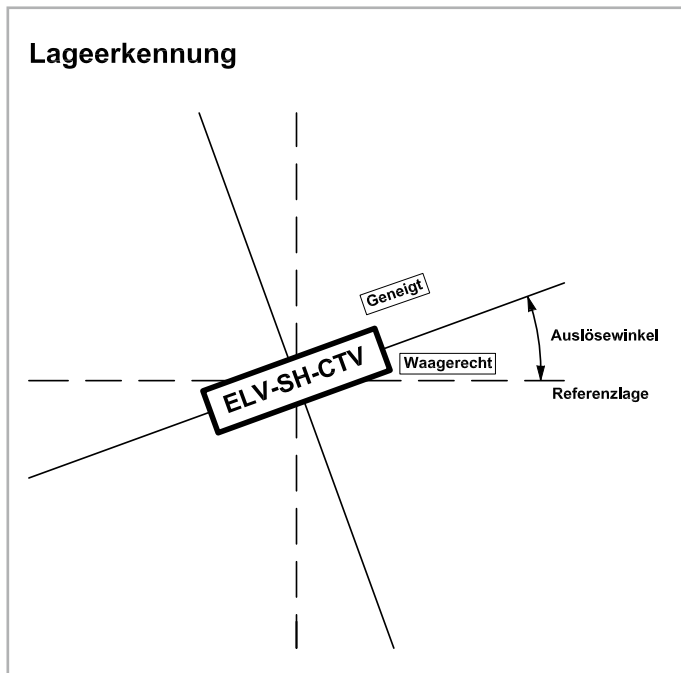 Lageerkennung
Geneigt
Auslösewinkel
ELV-SH-CTV
Waagerecht
Referenzlage